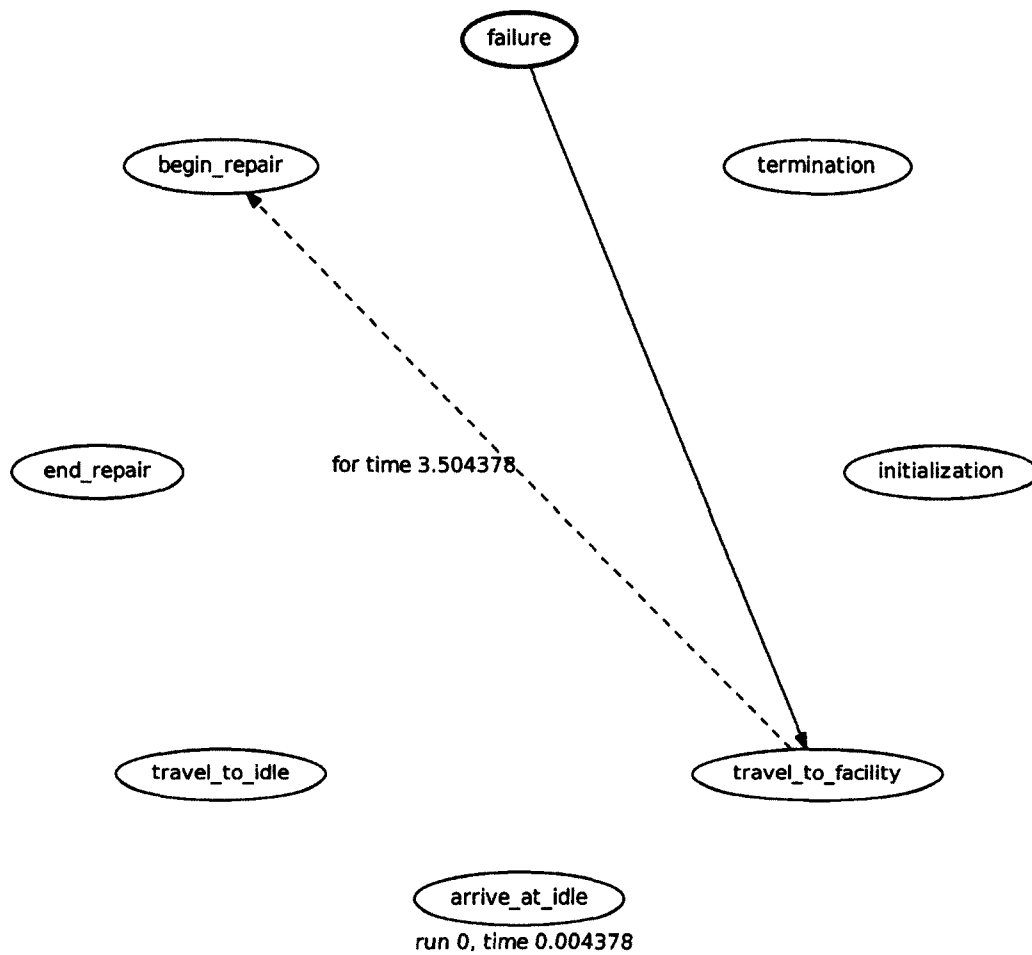 failure
begin_repair
termination
end_repair
for time 3.504378
initialization
travel_to_idle
travel_to_facility
arrive_at_idle
run 0, time 0.004378